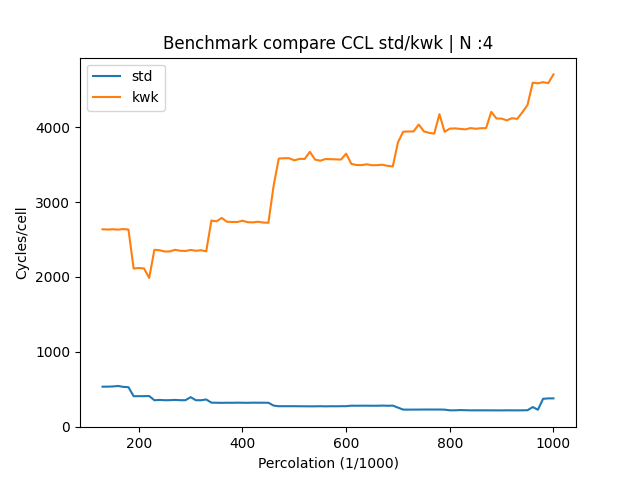 Benchmark compare CCL std/kwk | N :4
std
kwk
Cycles/cell
4000
3000
2000
1000
0
200
400
600
800
1000
Percolation (1/1000)